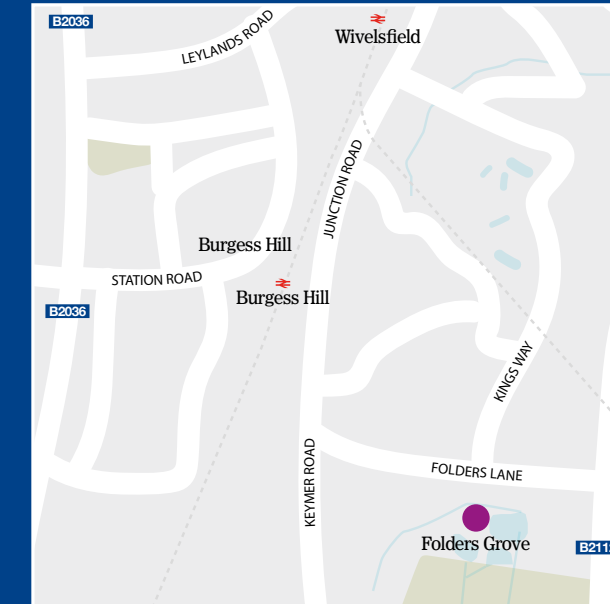 B2036
LEYLANDS ROAD
Wivelsfield
JUNCTION ROAD
Burgess Hill
STATION ROAD
Burgess Hill
B2036
KINGS WAY
KEYMER ROAD
FOLDERS LANE
Folders Grove